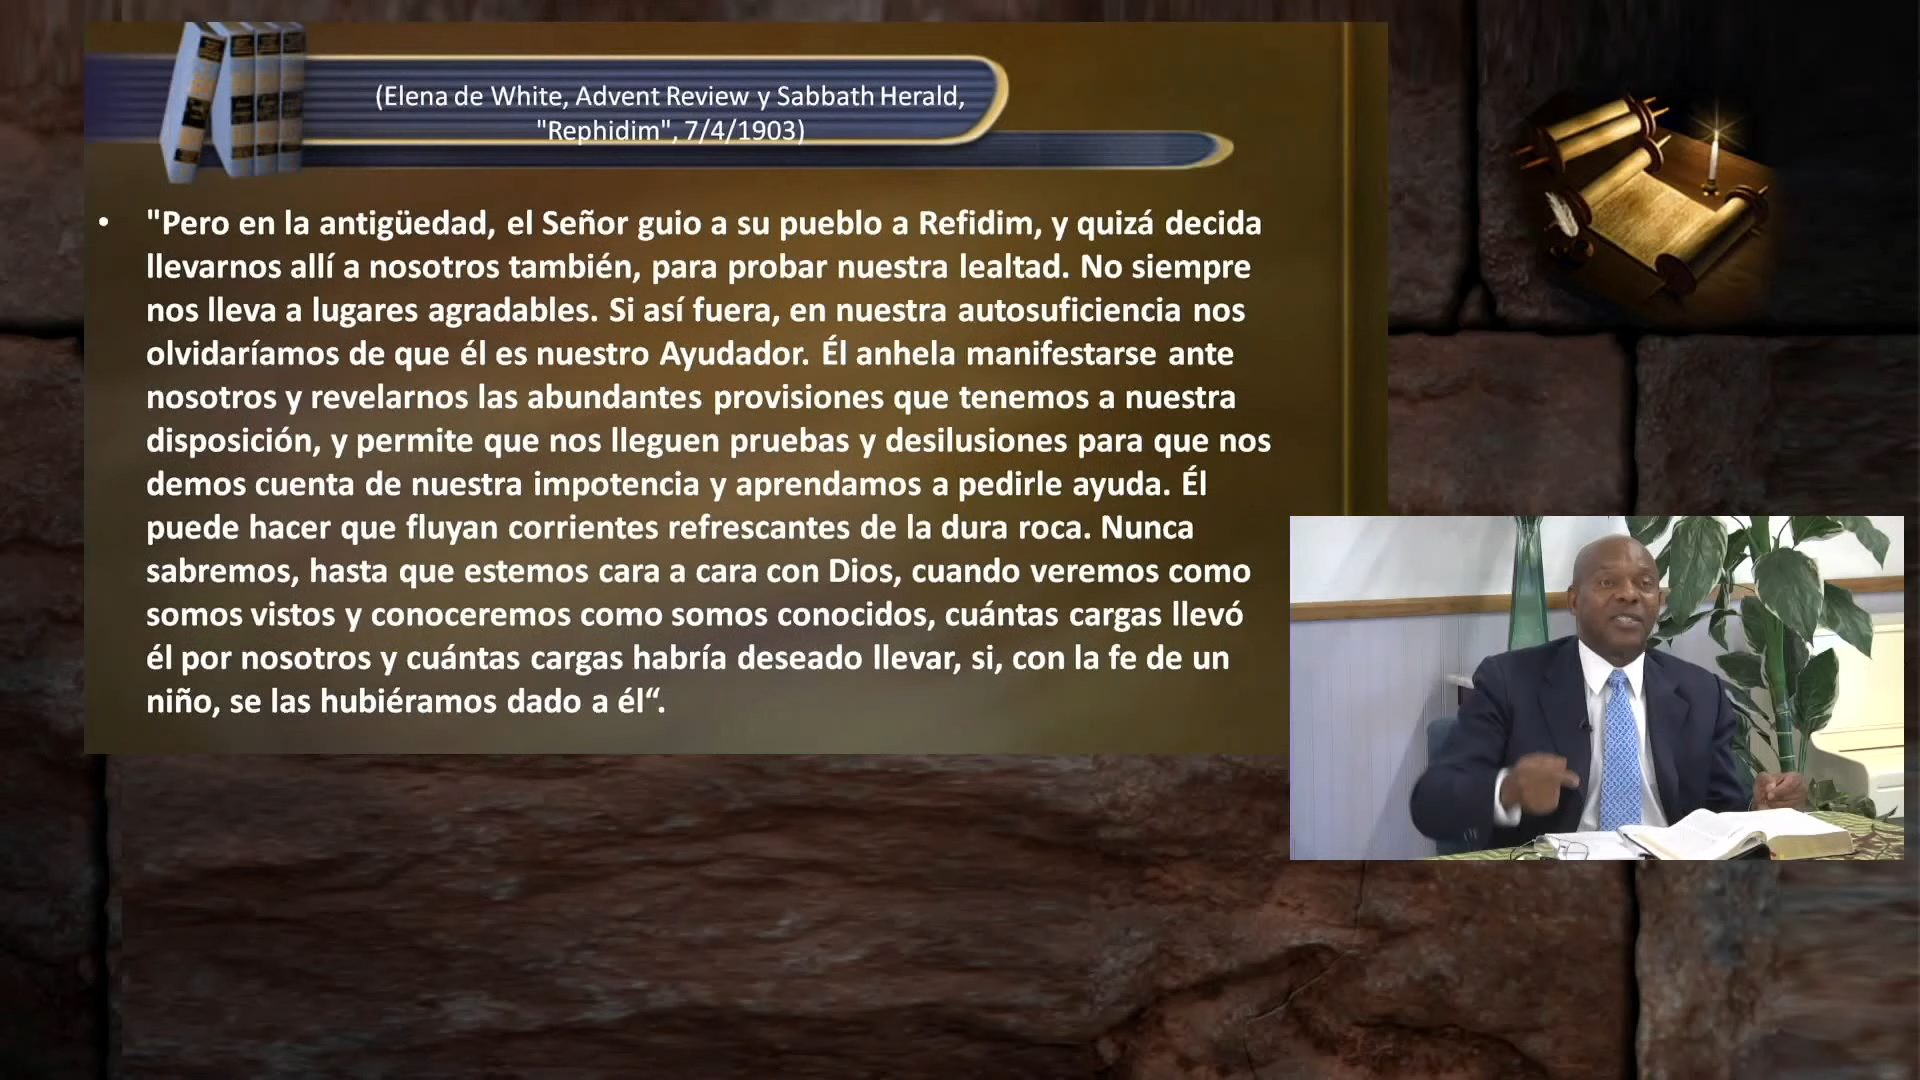 (Elena de White, Advent Review y Sabbath Herald,
"Rephidim", 7/4/1903)
• "Pero en la antigüedad, el Señor guio a su pueblo a Refidim, y quizá decida
llevarnos allí a nosotros también, para probar nuestra lealtad. No siempre
nos lleva a lugares agradables. Si así fuera, en nuestra autosuficiencia nos
olvidaríamos de que él es nuestro Ayudador. Él anhela manifestarse ante
nosotros y revelarnos las abundantes provisiones que tenemos a nuestra
disposición, y permite que nos lleguen pruebas y desilusiones para que nos
demos cuenta de nuestra impotencia y aprendamos a pedirle ayuda. Él
puede hacer que fluyan corrientes refrescantes de la dura roca. Nunca
sabremos, hasta que estemos cara a cara con Dios, cuando veremos como
somos vistos y conoceremos como somos conocidos, cuántas cargas llevó
él por nosotros y cuántas cargas habría deseado llevar, si, con la fe de un
niño, se las hubiéramos dado a él“.